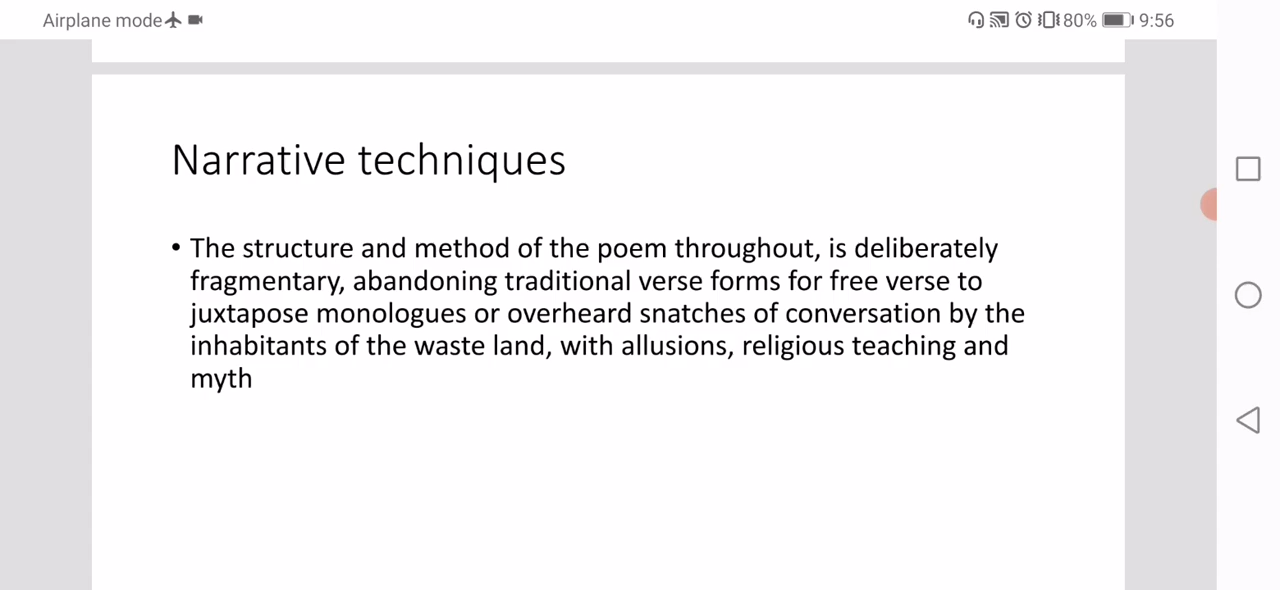 Airplane mode 80% 9:56
Narrative techniques
• The structure and method of the poem throughout, is deliberately
fragmentary, abandoning traditional verse forms for free verse to
juxtapose monologues or overheard snatches of conversation by the
inhabitants of the waste land, with allusions, religious teaching and
myth